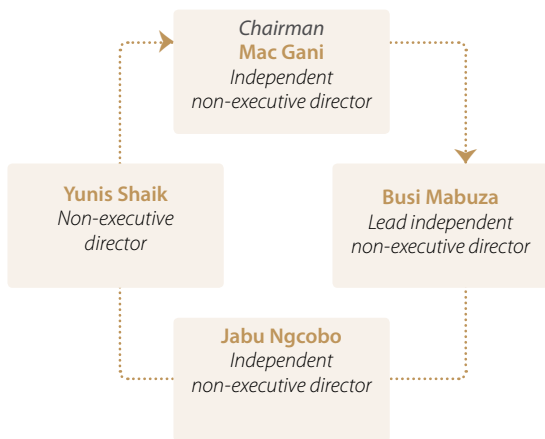 Chairman
Mac Gani
Independent
non-executive director
Yunis Shaik
Non-executive
director
Busi Mabuza
Lead independent
non-executive director
Jabu Ngcobo
Independent
non-executive director